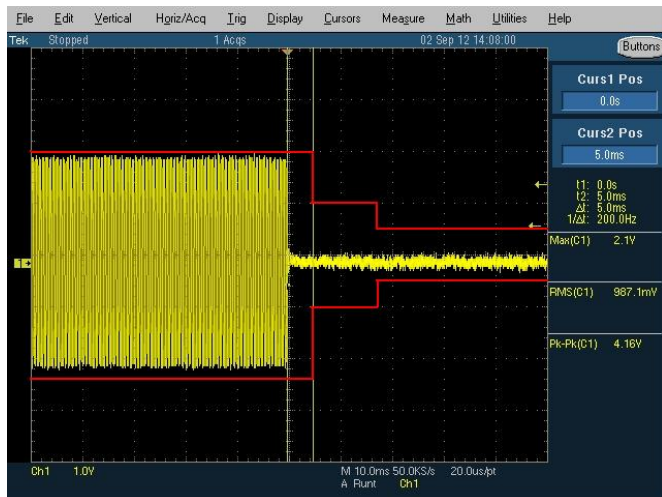 File Edit Vertical Horiz/Acq Trig Display Cursors Measure Math Utilities Help
Tek Stopped 1 Acqs 02 Sep 12 14:08:00 Buttons
Curs1 Pos
0.0s
Curs2 Pos
5.0ms
t1: 0.0s
t2: 5.0ms
Δt: 5.0ms
1/Δt: 200.0Hz
Max(C1) 2.1V
1
RMS(C1) 987.1mV
Pk-Pk(C1) 4.16V
Ch1 1.0V M 10.0ms 50.0KS/s 20.0us/pt
A Runt Ch1